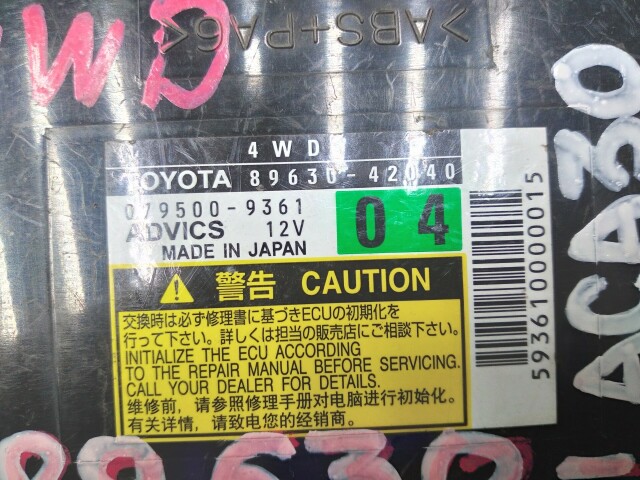 >ABS+PA6<
WD
4WD
TOYOTA 89630-42040
079500-9361
04
ADVICS 12V
MADE IN JAPAN
警告 CAUTION
交換時は必ず修理書に基づきECUの初期化を
行って下さい。詳しくは担当の販売店にご相談下さい。
INITIALIZE THE ECU ACCORDING
TO THE REPAIR MANUAL BEFORE SERVICING.
CALL YOUR DEALER FOR DETAILS.
维修前，请参照修理手册对电脑进行初始化。
有关详情，请致电您的经销商。
593610000015
ACA30
89630-